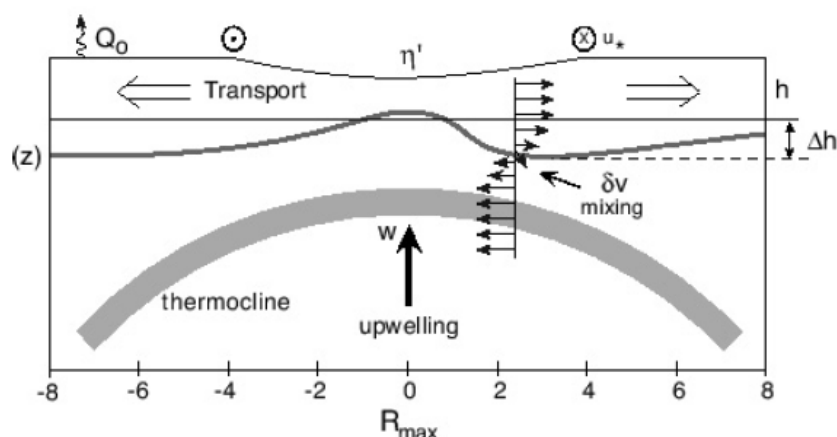 Q₀
η'
x u*
Transport
h
Δh
(z)
δv
mixing
w
thermocline
upwelling
-8 -6 -4 -2 0 2 4 6 8
Rmax